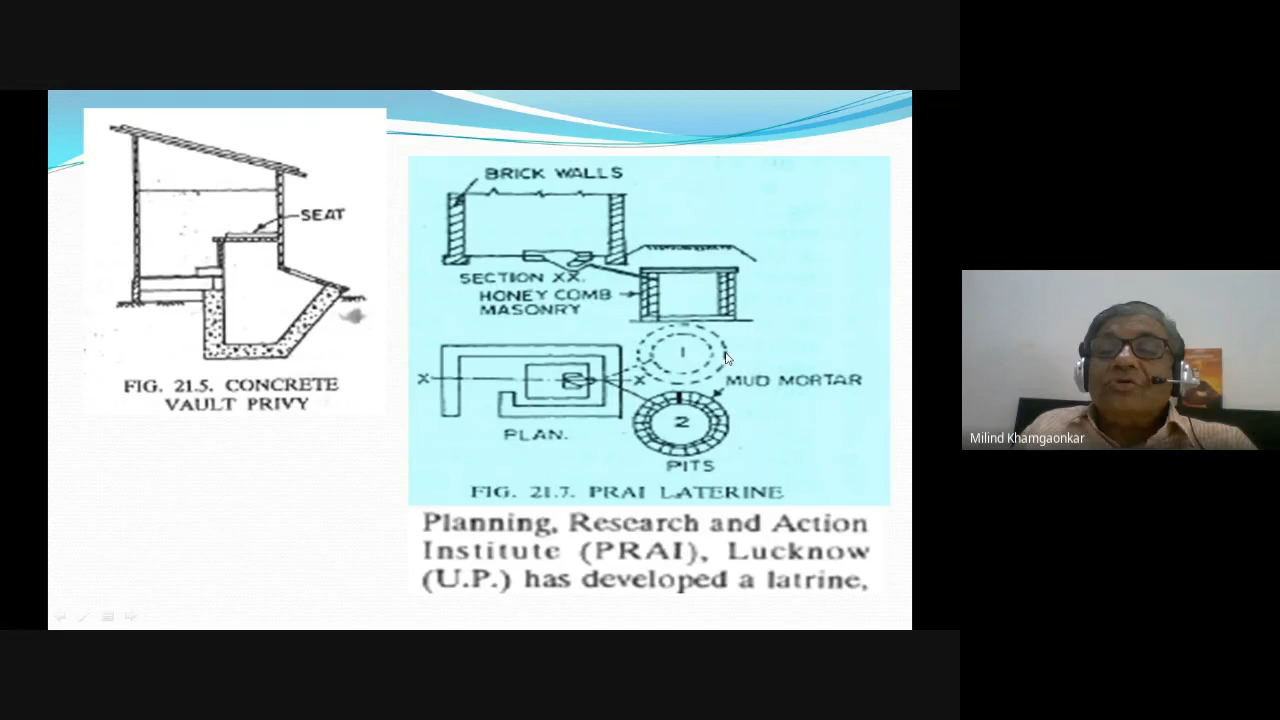 SEAT
FIG. 21.5. CONCRETE
VAULT PRIVY
BRICK WALLS
SECTION XX.
HONEY COMB
MASONRY
1
X
X
MUD MORTAR
2
PLAN.
PITS
FIG. 21.7. PRAI LATERINE
Planning, Research and Action
Institute (PRAI), Lucknow
(U.P.) has developed a latrine,
Milind Khamgaonkar